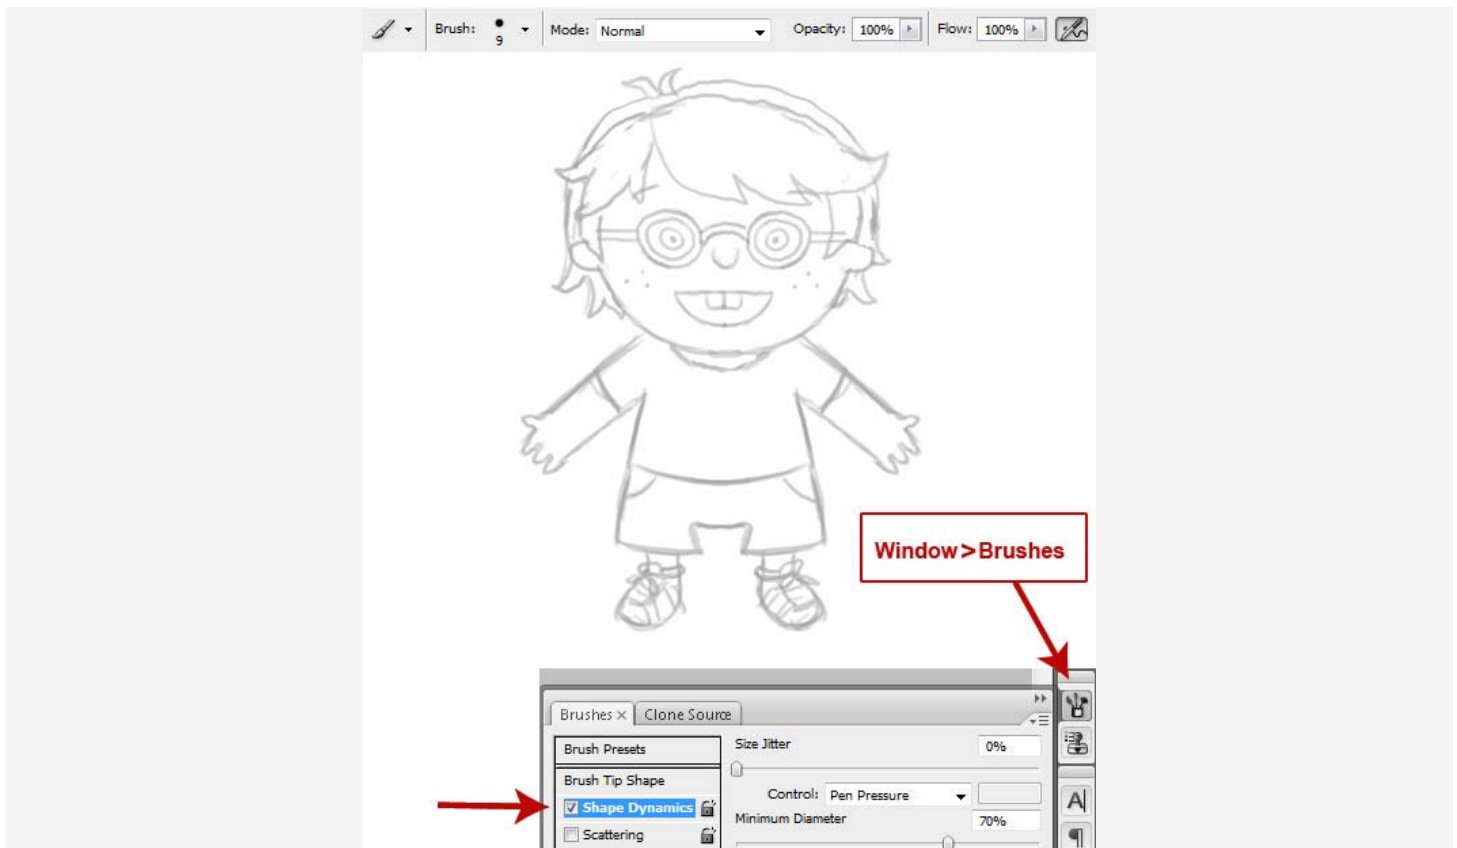 Brush: 9 Mode: Normal Opacity: 100% Flow: 100%
Window>Brushes
Brushes × Clone Source
Brush Presets Size Jitter 0%
Brush Tip Shape
Control: Pen Pressure
Shape Dynamics
Minimum Diameter 70%
Scattering
A
¶